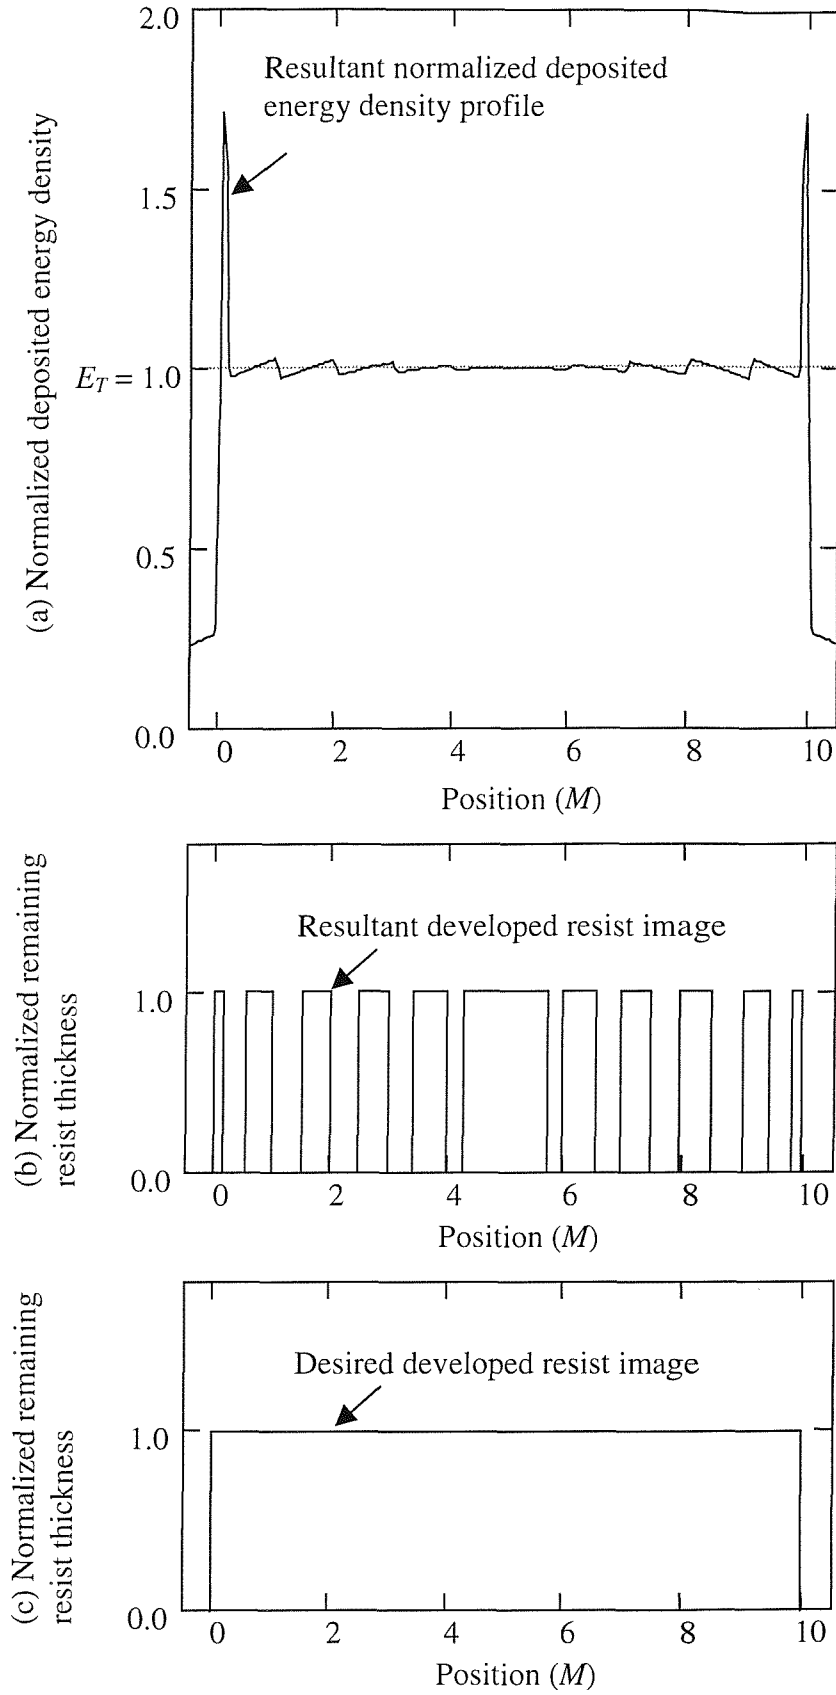 (a) Normalized deposited energy density
2.0
Resultant normalized deposited
energy density profile
1.5
E_T = 1.0
0.5
0.0
0 2 4 6 8 10
Position (M)
(b) Normalized remaining
resist thickness
Resultant developed resist image
1.0
0.0
0 2 4 6 8 10
Position (M)
(c) Normalized remaining
resist thickness
Desired developed resist image
1.0
0.0
0 2 4 6 8 10
Position (M)